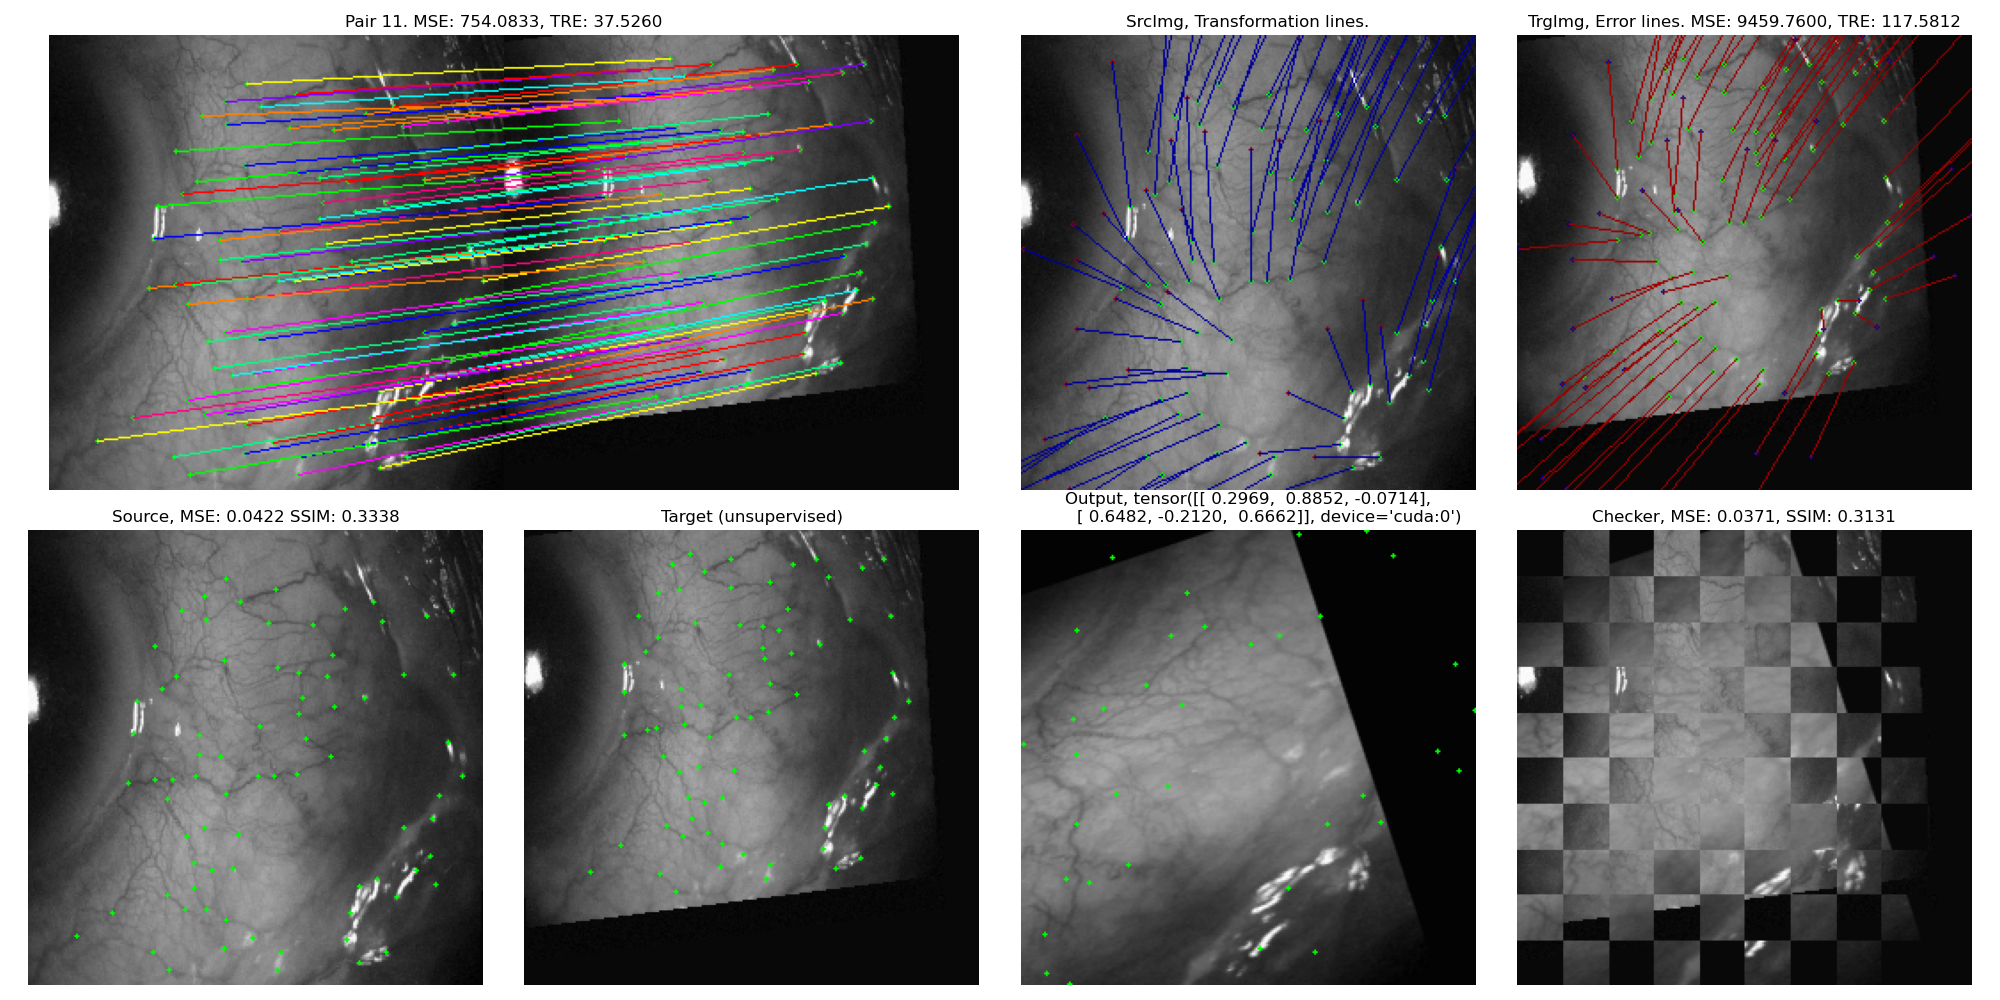 Pair 11. MSE: 754.0833, TRE: 37.5260
SrcImg, Transformation lines.
TrgImg, Error lines. MSE: 9459.7600, TRE: 117.5812
Source, MSE: 0.0422 SSIM: 0.3338
Target (unsupervised)
Output, tensor([[ 0.2969,  0.8852, -0.0714],
[ 0.6482, -0.2120,  0.6662]], device='cuda:0')
Checker, MSE: 0.0371, SSIM: 0.3131